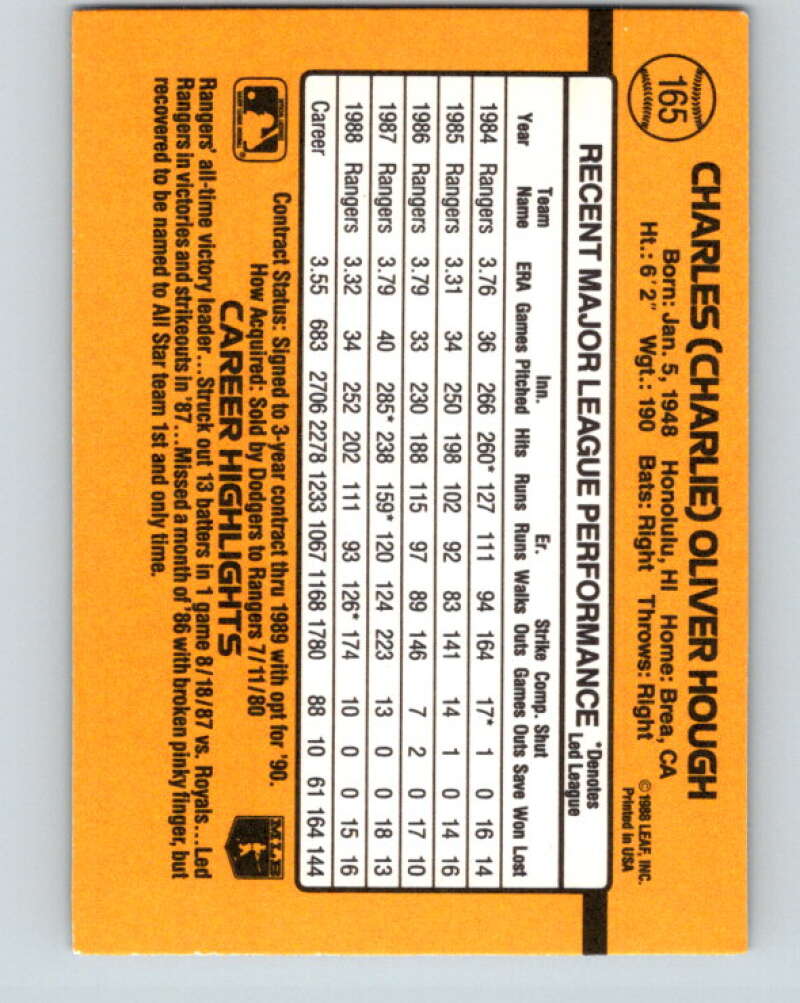 165
CHARLES (CHARLIE) OLIVER HOUGH
Born: Jan. 5, 1948 Honolulu, HI Home: Brea, CA
Ht.: 6'2" Wgt.: 190 Bats: Right Throws: Right
©1988 LEAF, INC.
Printed in USA
RECENT MAJOR LEAGUE PERFORMANCE *Denotes Led League
Year Team Name ERA Games Inn. Pitched Hits Runs Er. Runs Walks Strike Outs Comp. Games Shut Outs Save Won Lost
1984 Rangers 3.76 36 266 260* 127 111 94 164 17* 1 0 16 14
1985 Rangers 3.31 34 250 198 102 92 83 141 14 1 0 14 16
1986 Rangers 3.79 33 230 188 115 97 89 146 7 2 0 17 10
1987 Rangers 3.79 40 285* 238 159* 120 124 223 13 0 0 18 13
1988 Rangers 3.32 34 252 202 111 93 126* 174 10 0 0 15 16
Career 3.55 683 2706 2278 1233 1067 1168 1780 88 10 61 164 144
Contract Status: Signed to 3-year contract thru 1989 with opt for '90.
How Acquired: Sold by Dodgers to Rangers 7/11/80
MLB
CAREER HIGHLIGHTS
Rangers' all-time victory leader...Struck out 13 batters in 1 game 8/18/87 vs. Royals...Led
Rangers in victories and strikeouts in '87...Missed a month of '86 with broken pinky finger, but
recovered to be named to All Star team 1st and only time.